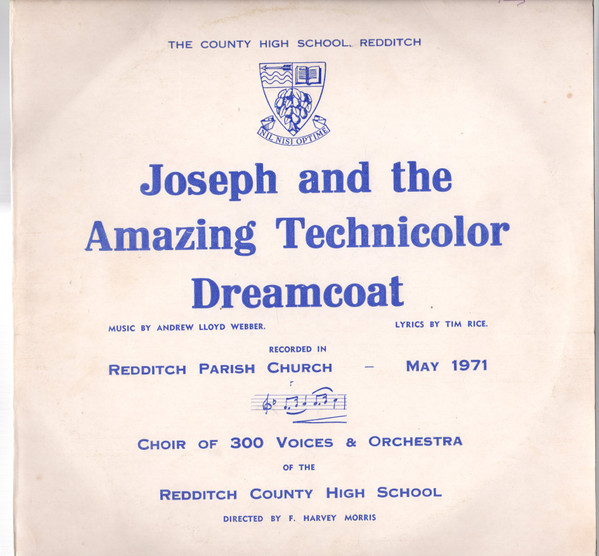 THE COUNTY HIGH SCHOOL, REDDITCH
NIL NISI OPTIME
Joseph and the
Amazing Technicolor
Dreamcoat
MUSIC BY ANDREW LLOYD WEBBER. LYRICS BY TIM RICE.
RECORDED IN
REDDITCH PARISH CHURCH – MAY 1971
CHOIR OF 300 VOICES & ORCHESTRA
OF THE
REDDITCH COUNTY HIGH SCHOOL
DIRECTED BY F. HARVEY MORRIS